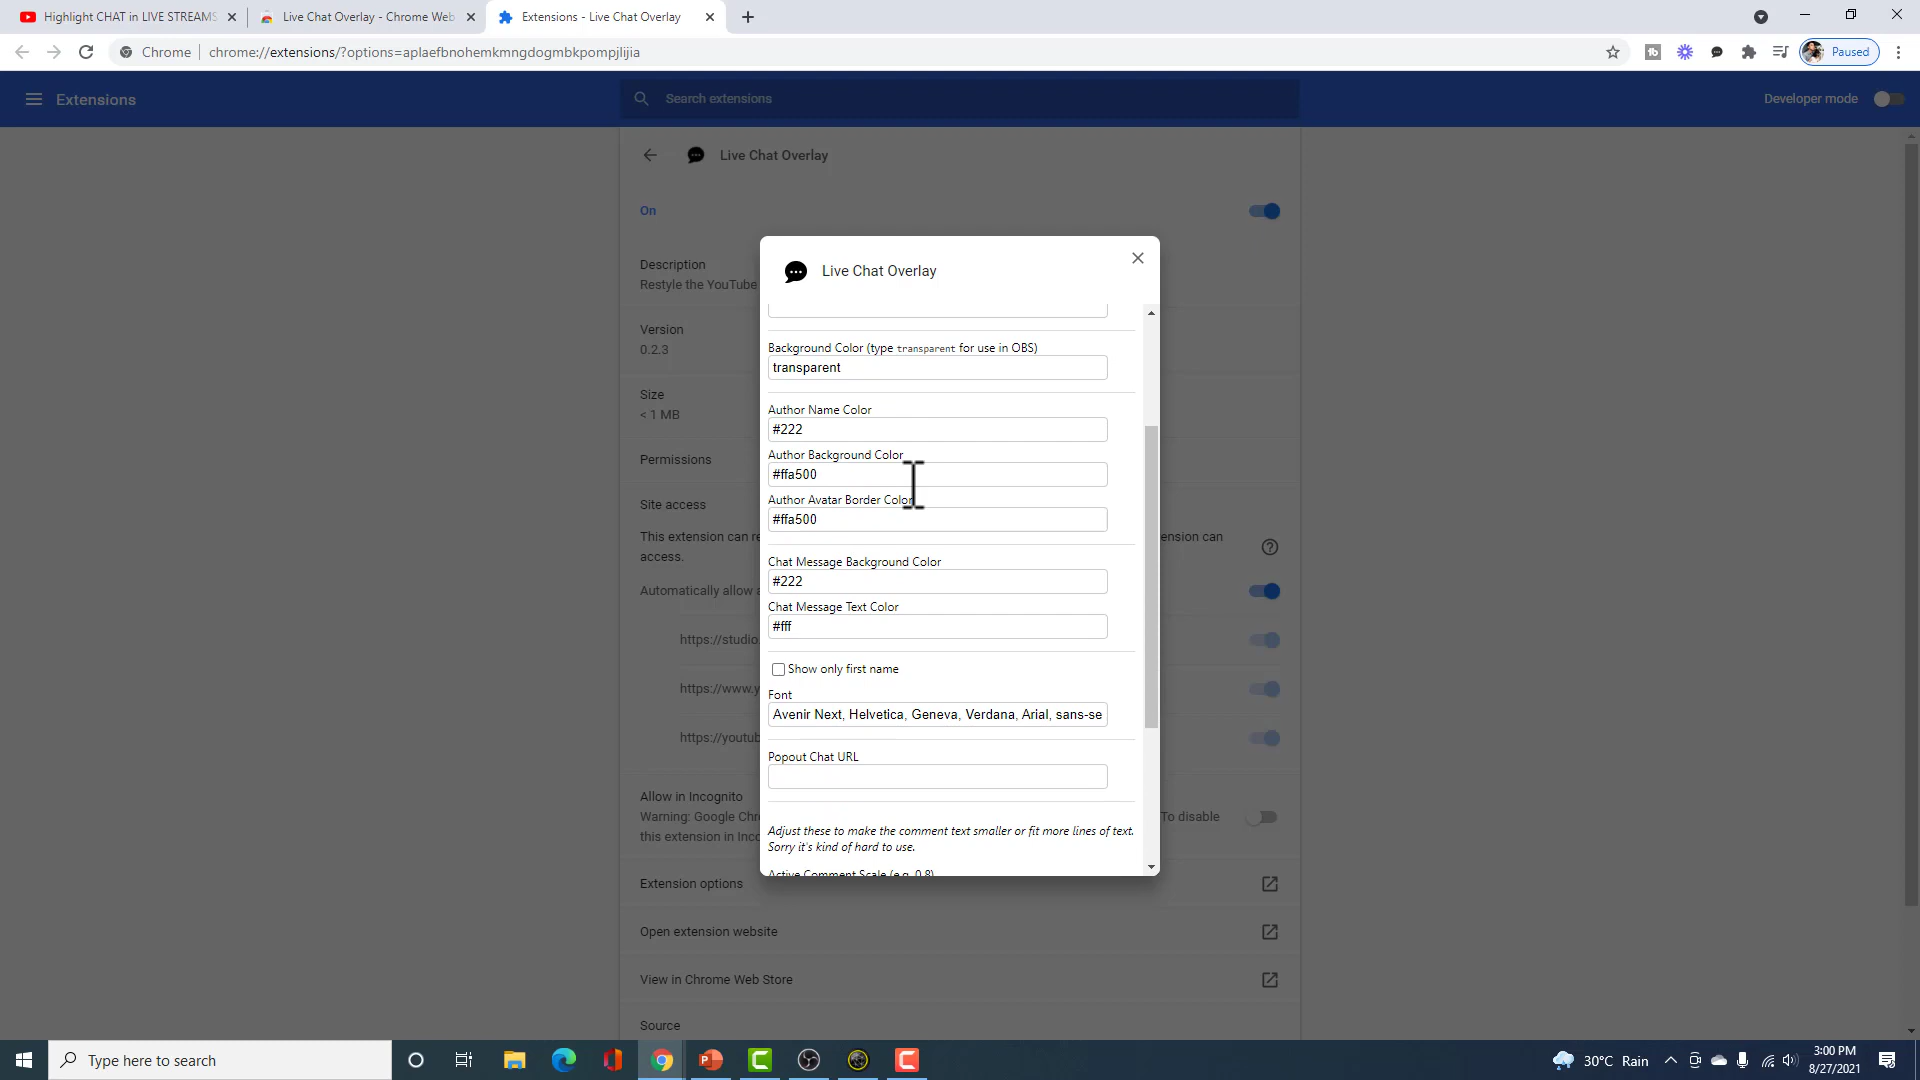 Highlight CHAT in LIVE STREAMS
Live Chat Overlay - Chrome Web
Extensions - Live Chat Overlay
Chrome
chrome://extensions/?options=aplaefbnohemkmngdogmbkpompjlijia
Paused
Extensions
Search extensions
Developer mode
Live Chat Overlay
On
Description
Restyle the YouTube
Version
0.2.3
Size
< 1 MB
Permissions
Site access
This extension can re
ension can
access.
Automatically allow a
https://studio.
https://www.y
https://youtub
Allow in Incognito
Warning: Google Chr
To disable
this extension in Inc
Extension options
Open extension website
View in Chrome Web Store
Source
Live Chat Overlay
Background Color (type transparent for use in OBS)
transparent
Author Name Color
#222
Author Background Color
#ffa500
Author Avatar Border Color
#ffa500
Chat Message Background Color
#222
Chat Message Text Color
#fff
Show only first name
Font
Avenir Next, Helvetica, Geneva, Verdana, Arial, sans-se
Popout Chat URL
Adjust these to make the comment text smaller or fit more lines of text.
Sorry it's kind of hard to use.
Active Comment Scale (e.g. 0.8)
Type here to search
30°C Rain
3:00 PM
8/27/2021